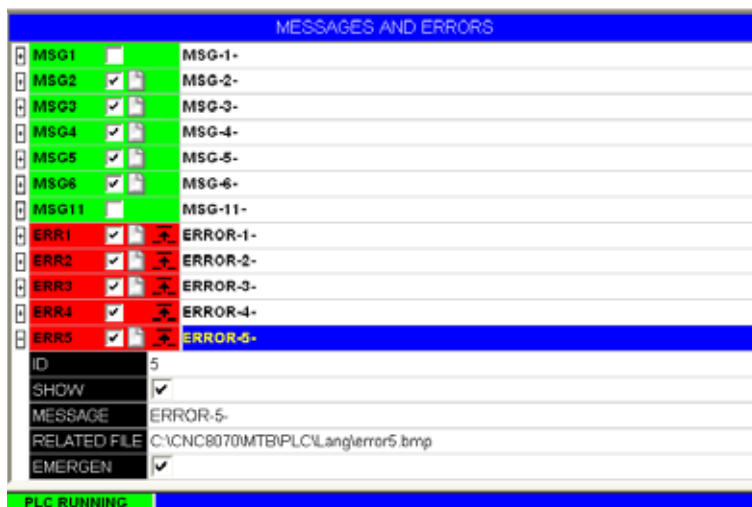 MESSAGES AND ERRORS
MSG1 MSG-1-
MSG2 MSG-2-
MSG3 MSG-3-
MSG4 MSG-4-
MSG5 MSG-5-
MSG6 MSG-6-
MSG11 MSG-11-
ERR1 ERROR-1-
ERR2 ERROR-2-
ERR3 ERROR-3-
ERR4 ERROR-4-
ERR5 ERROR-5-
ID 5
SHOW
MESSAGE ERROR-5-
RELATED FILE C:\CNC8070\MTB\PLC\Lang\error5.bmp
EMERGEN
PLC RUNNING